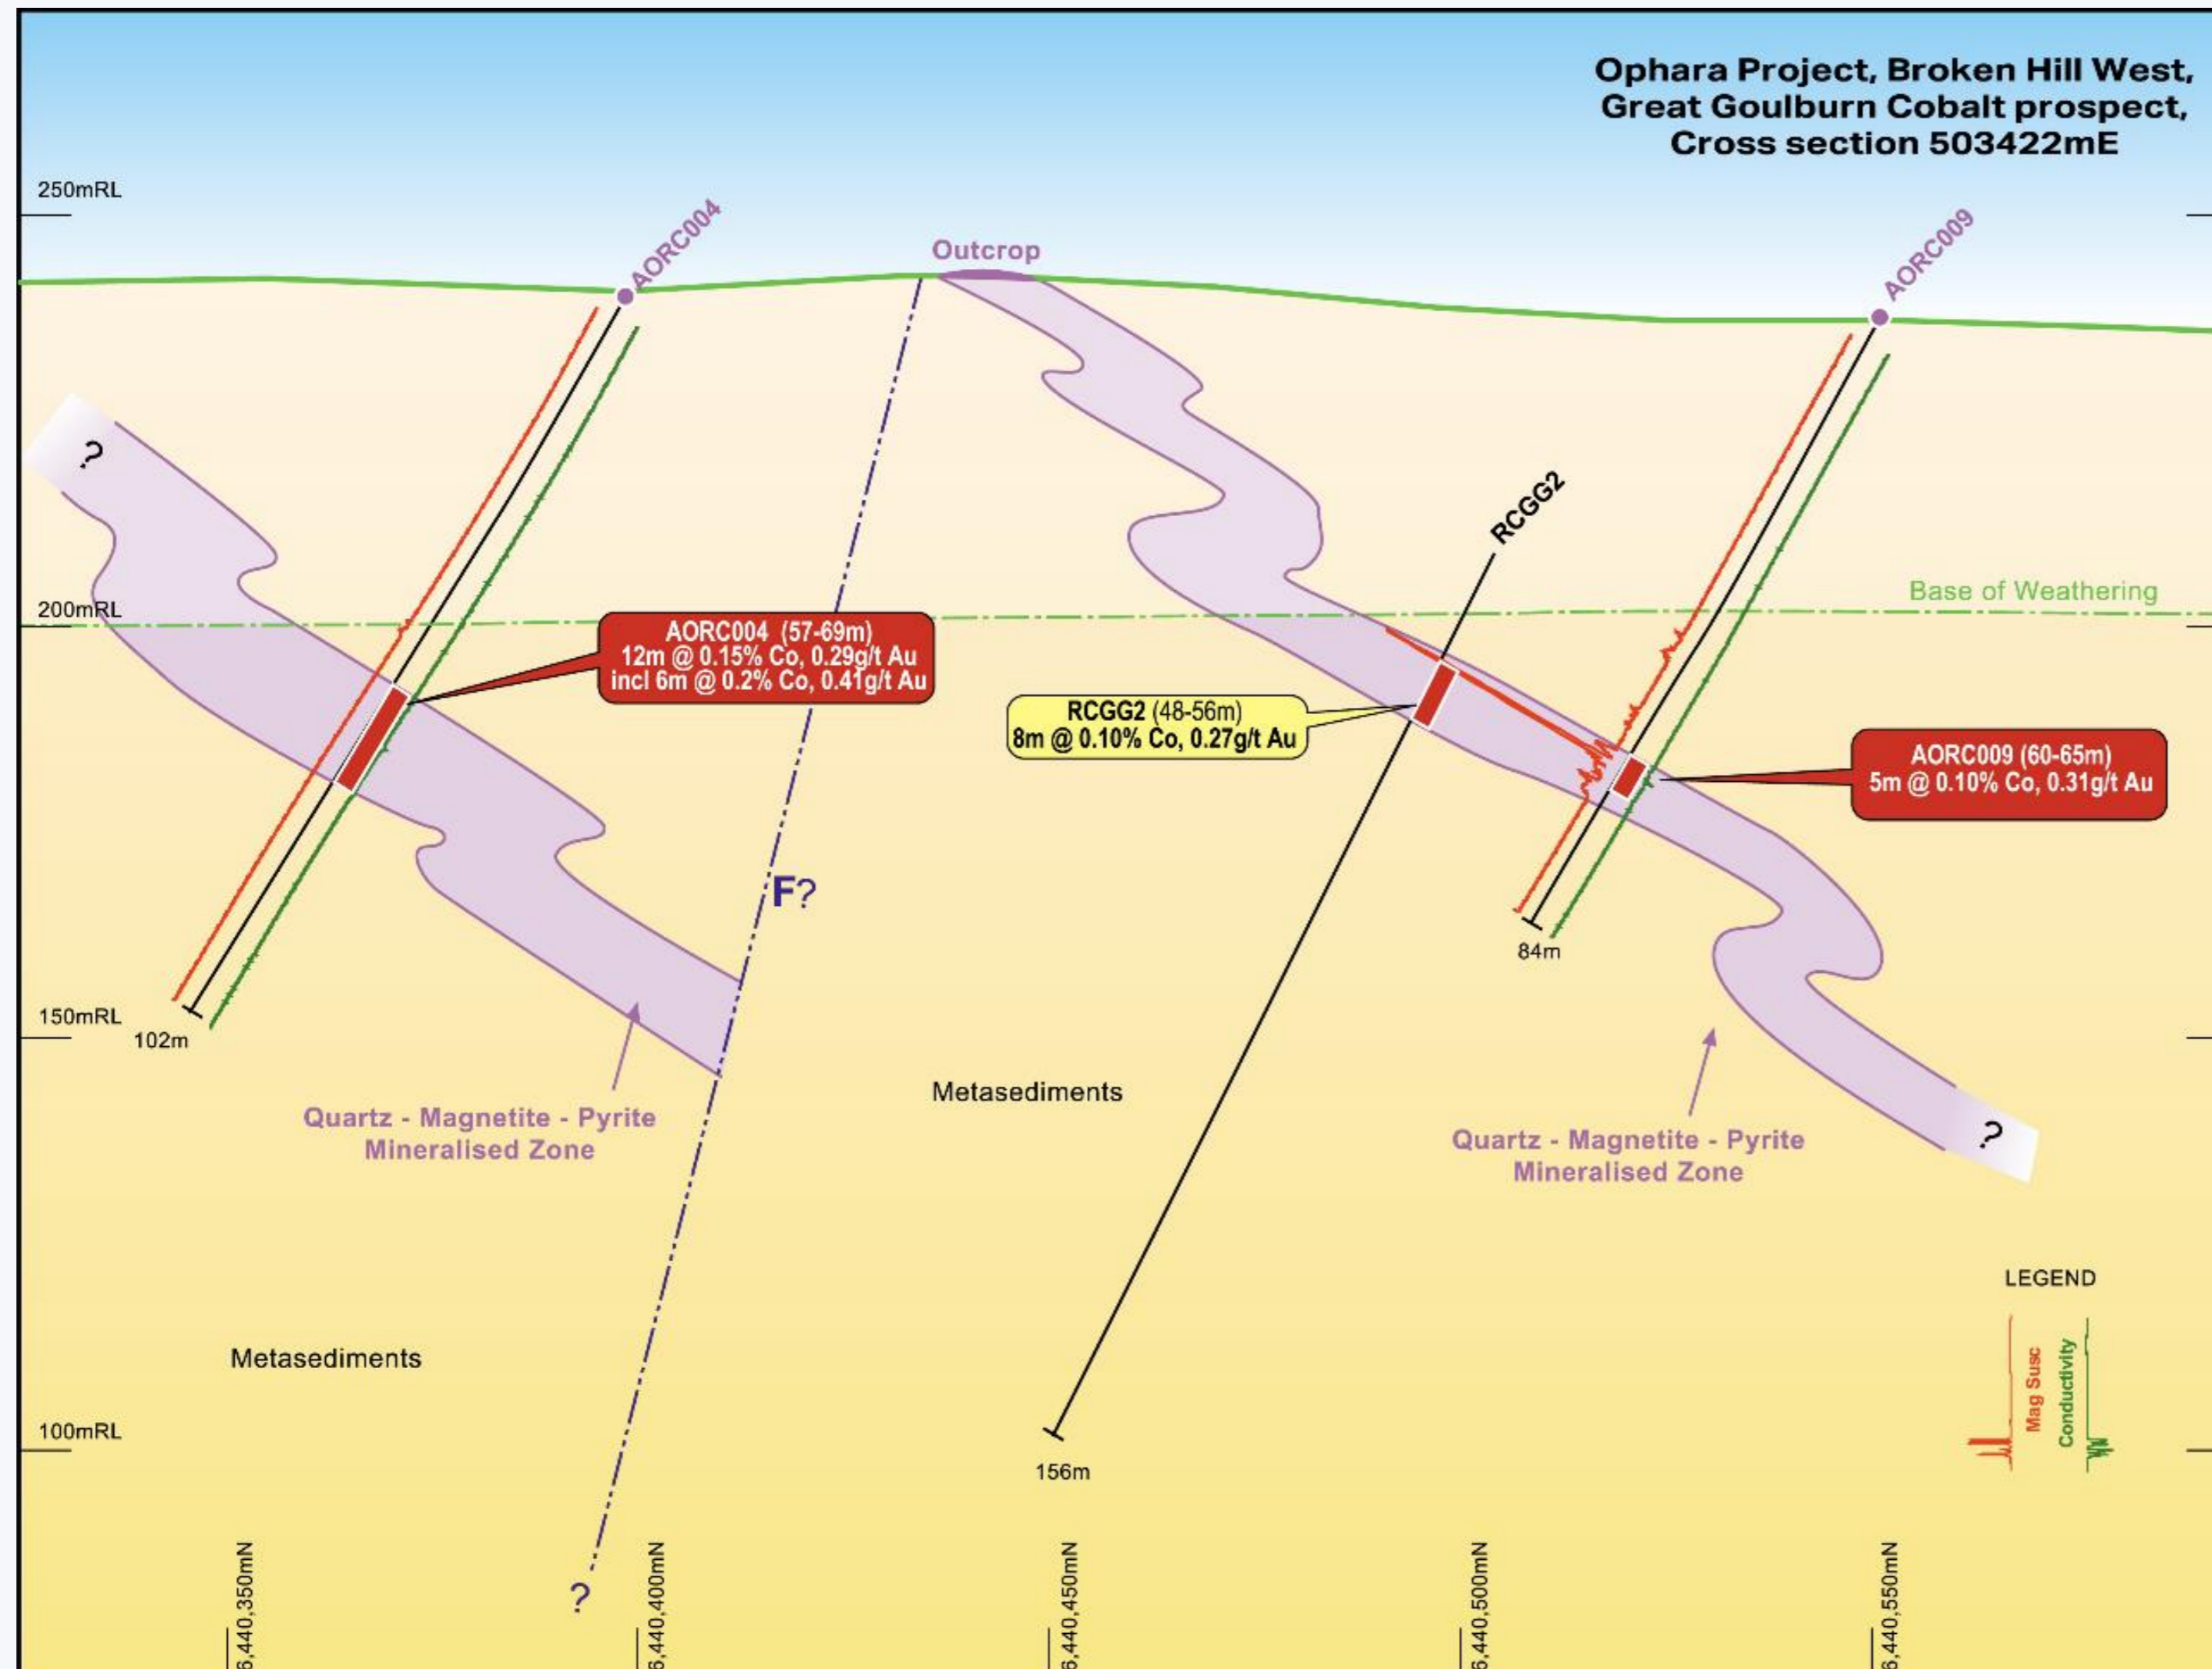 Ophara Project, Broken Hill West,
Great Goulburn Cobalt prospect,
Cross section 503422mE
250mRL
AORC004
Outcrop
AORC009
?
RCGG2
Base of Weathering
200mRL
AORC004 (57-69m)
12m @ 0.15% Co, 0.29g/t Au
incl 6m @ 0.2% Co, 0.41g/t Au
RCGG2 (48-56m)
8m @ 0.10% Co, 0.27g/t Au
AORC009 (60-65m)
5m @ 0.10% Co, 0.31g/t Au
F?
84m
150mRL
102m
Metasediments
Quartz - Magnetite - Pyrite
Mineralised Zone
Quartz - Magnetite - Pyrite
Mineralised Zone
?
LEGEND
Mag Susc
Conductivity
Metasediments
100mRL
156m
?
6,440,350mN
6,440,400mN
6,440,450mN
6,440,500mN
6,440,550mN